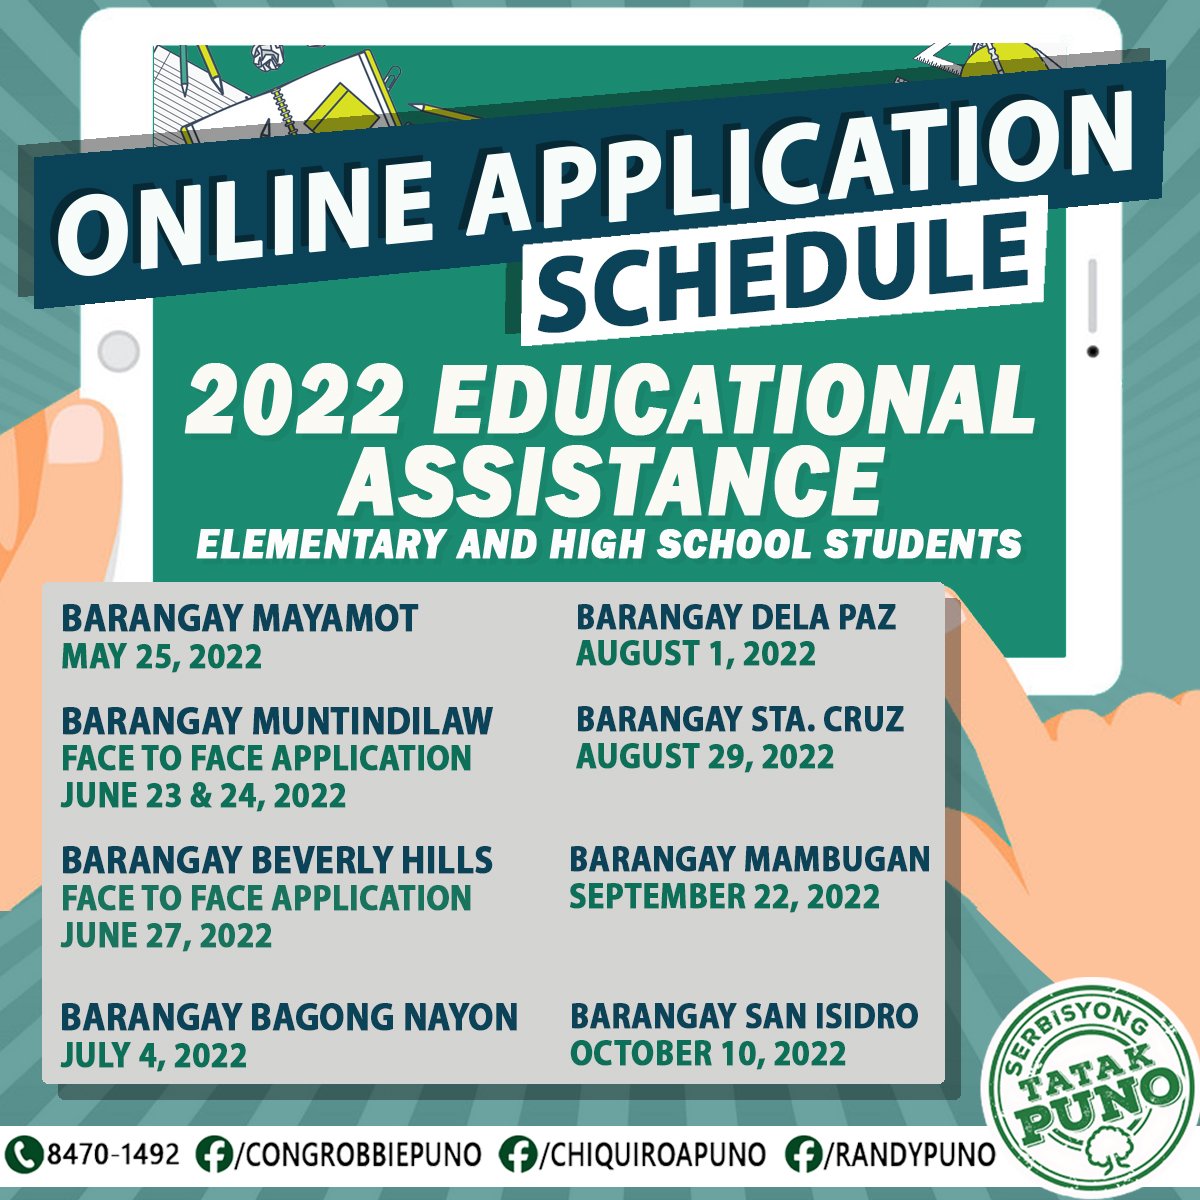 ONLINE APPLICATION
SCHEDULE
2022 EDUCATIONAL
ASSISTANCE
ELEMENTARY AND HIGH SCHOOL STUDENTS
BARANGAY MAYAMOT
MAY 25, 2022
BARANGAY MUNTINDILAW
FACE TO FACE APPLICATION
JUNE 23 & 24, 2022
BARANGAY BEVERLY HILLS
FACE TO FACE APPLICATION
JUNE 27, 2022
BARANGAY BAGONG NAYON
JULY 4, 2022
BARANGAY DELA PAZ
AUGUST 1, 2022
BARANGAY STA. CRUZ
AUGUST 29, 2022
BARANGAY MAMBUGAN
SEPTEMBER 22, 2022
BARANGAY SAN ISIDRO
OCTOBER 10, 2022
SERBISYONG
TATAK
PUNO
8470-1492 /CONGROBBIEPUNO /CHIQUIROAPUNO /RANDYPUNO